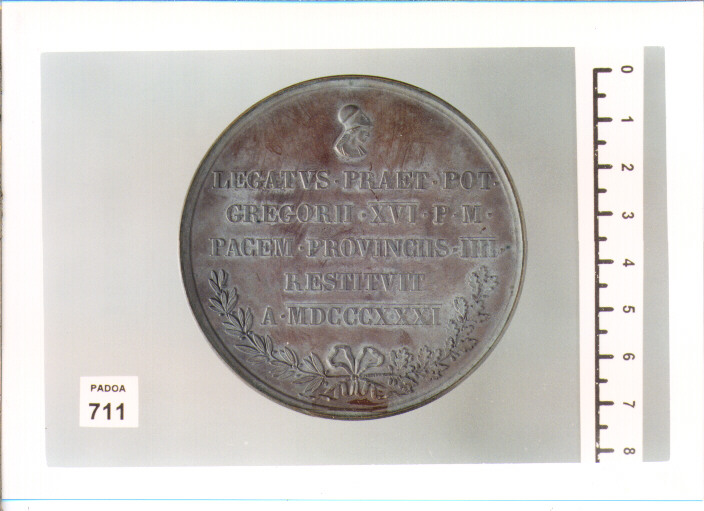 LEGATVS · PRAET · POT ·
GREGORII · XVI · P · M ·
PACEM · PROVINCIIS · IIII ·
RESTITVIT
A · MDCCCXXXI
PADOA
711
0
1
2
3
4
5
6
7
8